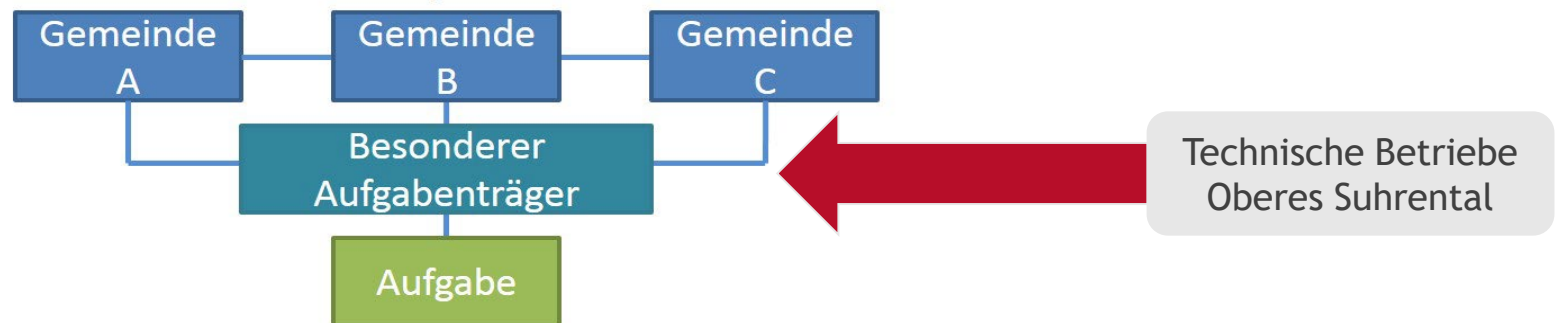 Gemeinde
A
Gemeinde
B
Gemeinde
C
Besonderer
Aufgabenträger
Technische Betriebe
Oberes Suhrental
Aufgabe